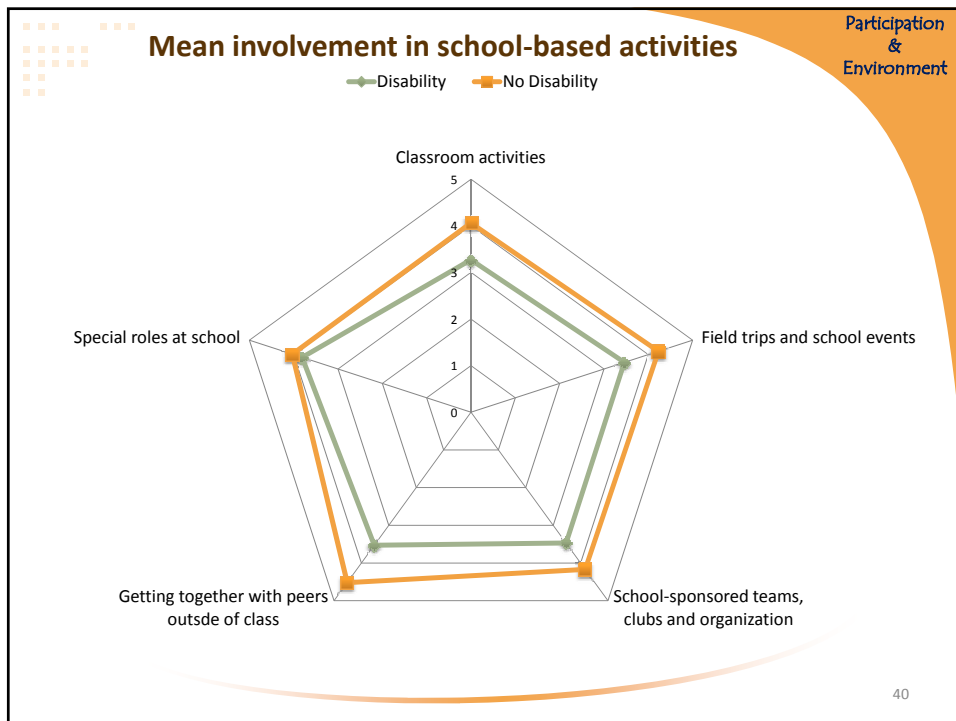 Participation
&
Environment
Mean involvement in school-based activities
Disability No Disability
Classroom activities
5
4
3
2
1
0
Special roles at school
Field trips and school events
Getting together with peers
outsde of class
School-sponsored teams,
clubs and organization
40